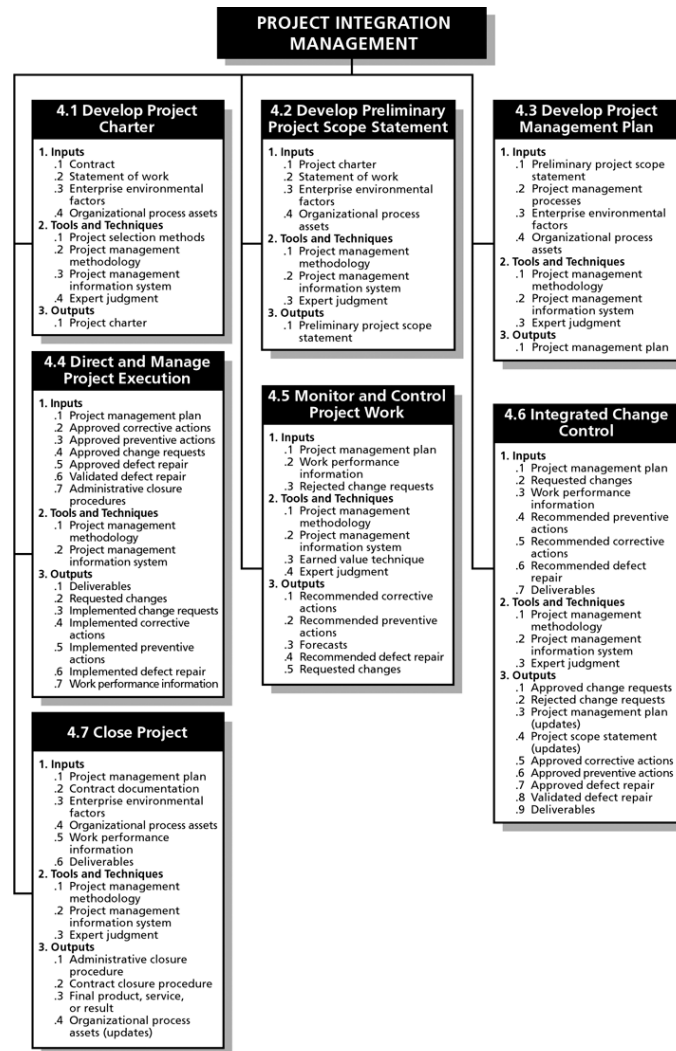 PROJECT INTEGRATION
MANAGEMENT
4.1 Develop Project
Charter
1. Inputs
.1 Contract
.2 Statement of work
.3 Enterprise environmental
factors
.4 Organizational process assets
2. Tools and Techniques
.1 Project selection methods
.2 Project management
methodology
.3 Project management
information system
.4 Expert judgment
3. Outputs
.1 Project charter
4.2 Develop Preliminary
Project Scope Statement
1. Inputs
.1 Project charter
.2 Statement of work
.3 Enterprise environmental
factors
.4 Organizational process
assets
2. Tools and Techniques
.1 Project management
methodology
.2 Project management
information system
.3 Expert judgment
3. Outputs
.1 Preliminary project scope
statement
4.3 Develop Project
Management Plan
1. Inputs
.1 Preliminary project scope
statement
.2 Project management
processes
.3 Enterprise environmental
factors
.4 Organizational process
assets
2. Tools and Techniques
.1 Project management
methodology
.2 Project management
information system
.3 Expert judgment
3. Outputs
.1 Project management plan
4.4 Direct and Manage
Project Execution
1. Inputs
.1 Project management plan
.2 Approved corrective actions
.3 Approved preventive actions
.4 Approved change requests
.5 Approved defect repair
.6 Validated defect repair
.7 Administrative closure
procedures
2. Tools and Techniques
.1 Project management
methodology
.2 Project management
information system
3. Outputs
.1 Deliverables
.2 Requested changes
.3 Implemented change requests
.4 Implemented corrective
actions
.5 Implemented preventive
actions
.6 Implemented defect repair
.7 Work performance information
4.5 Monitor and Control
Project Work
1. Inputs
.1 Project management plan
.2 Work performance
information
.3 Rejected change requests
2. Tools and Techniques
.1 Project management
methodology
.2 Project management
information system
.3 Earned value technique
.4 Expert judgment
3. Outputs
.1 Recommended corrective
actions
.2 Recommended preventive
actions
.3 Forecasts
.4 Recommended defect repair
.5 Requested changes
4.6 Integrated Change
Control
1. Inputs
.1 Project management plan
.2 Requested changes
.3 Work performance
information
.4 Recommended preventive
actions
.5 Recommended corrective
actions
.6 Recommended defect
repair
.7 Deliverables
2. Tools and Techniques
.1 Project management
methodology
.2 Project management
information system
.3 Expert judgment
3. Outputs
.1 Approved change requests
.2 Rejected change requests
.3 Project management plan
(updates)
.4 Project scope statement
(updates)
.5 Approved corrective actions
.6 Approved preventive actions
.7 Approved defect repair
.8 Validated defect repair
.9 Deliverables
4.7 Close Project
1. Inputs
.1 Project management plan
.2 Contract documentation
.3 Enterprise environmental
factors
.4 Organizational process assets
.5 Work performance
information
.6 Deliverables
2. Tools and Techniques
.1 Project management
methodology
.2 Project management
information system
.3 Expert judgment
3. Outputs
.1 Administrative closure
procedure
.2 Contract closure procedure
.3 Final product, service,
or result
.4 Organizational process
assets (updates)